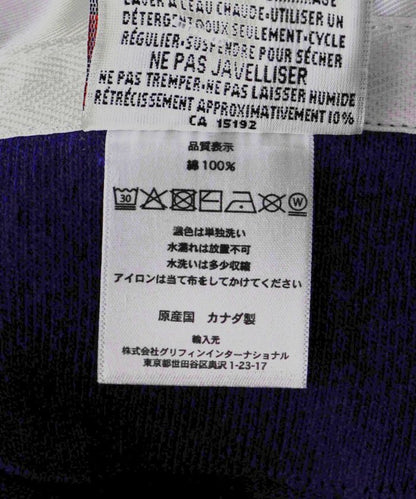 LAVER À L'EAU CHAUDE-UTILISER UN
DÉTERGENT DOUX SEULEMENT-CYCLE
RÉGULIER-SUSPENDRE POUR SÉCHER
NE PAS JAVELLISER
NE PAS TREMPER-NE PAS LAISSER HUMIDE
RÉTRÉCISSEMENT APPROXIMATIVEMENT 10%
CA 15192
品質表示
綿100%
30 W
濃色は単独洗い
水濡れは放置不可
水洗いは多少収縮
アイロンは当て布をしてかけてください
原産国 カナダ製
輸入元
株式会社グリフィンインターナショナル
東京都世田谷区奥沢1-23-17